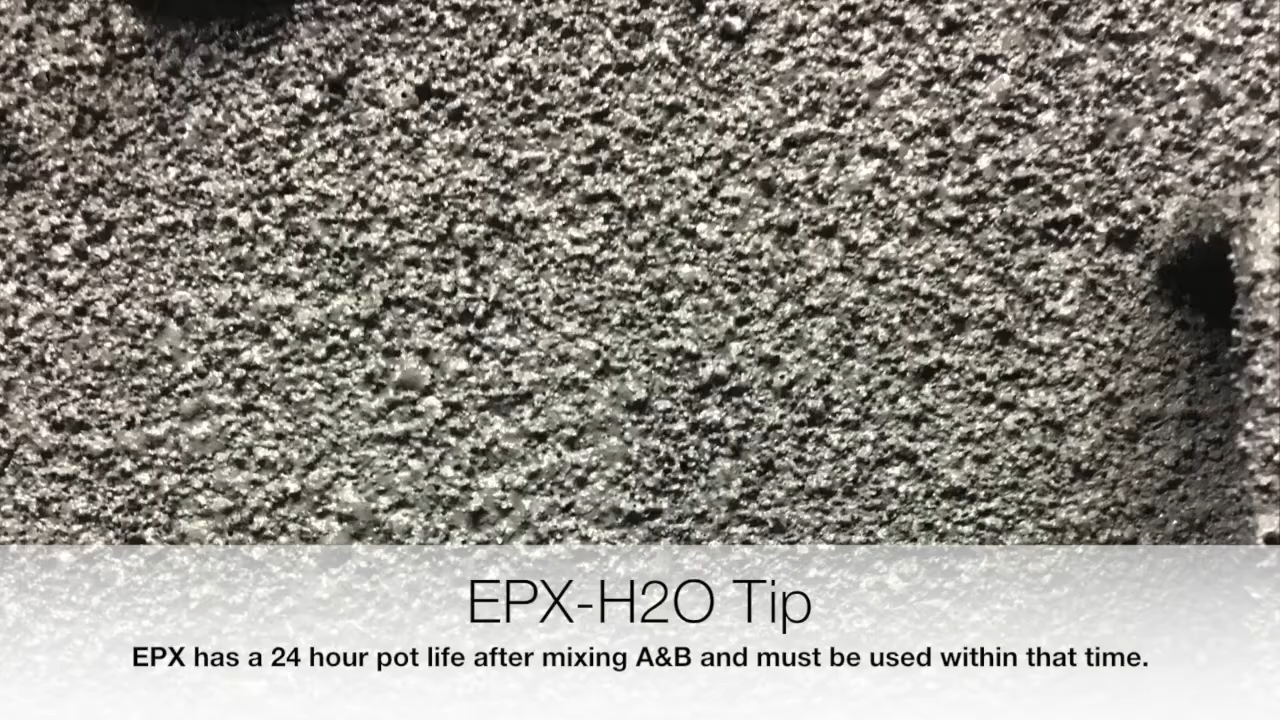 EPX-H2O Tip
EPX has a 24 hour pot life after mixing A&B and must be used within that time.